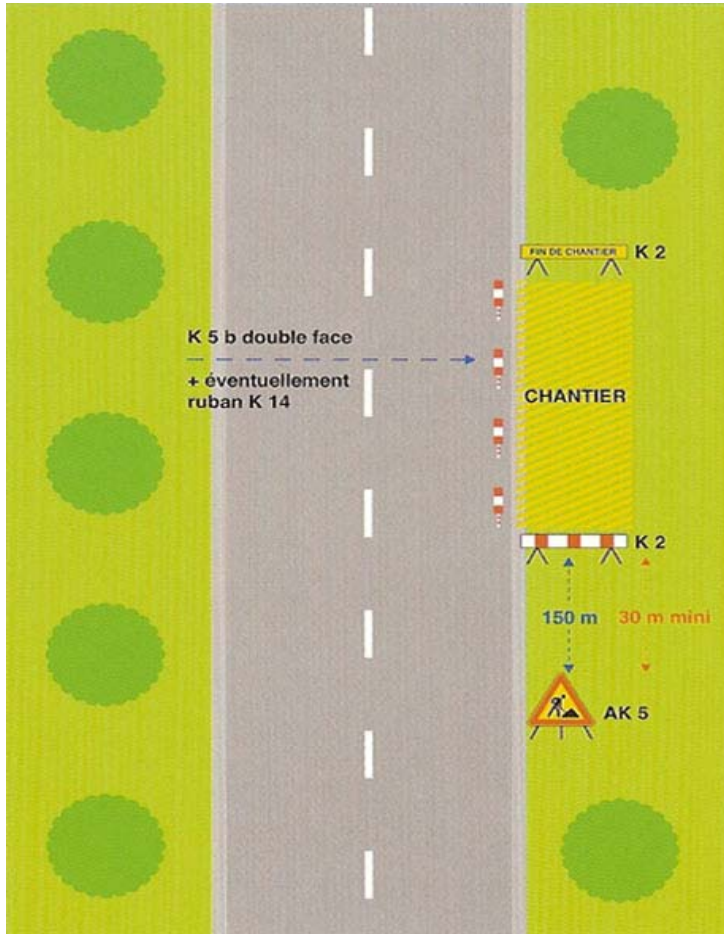 FIN DE CHANTIER K 2
K 5 b double face
+ éventuellement
ruban K 14
CHANTIER
K 2
150 m 30 m mini
AK 5